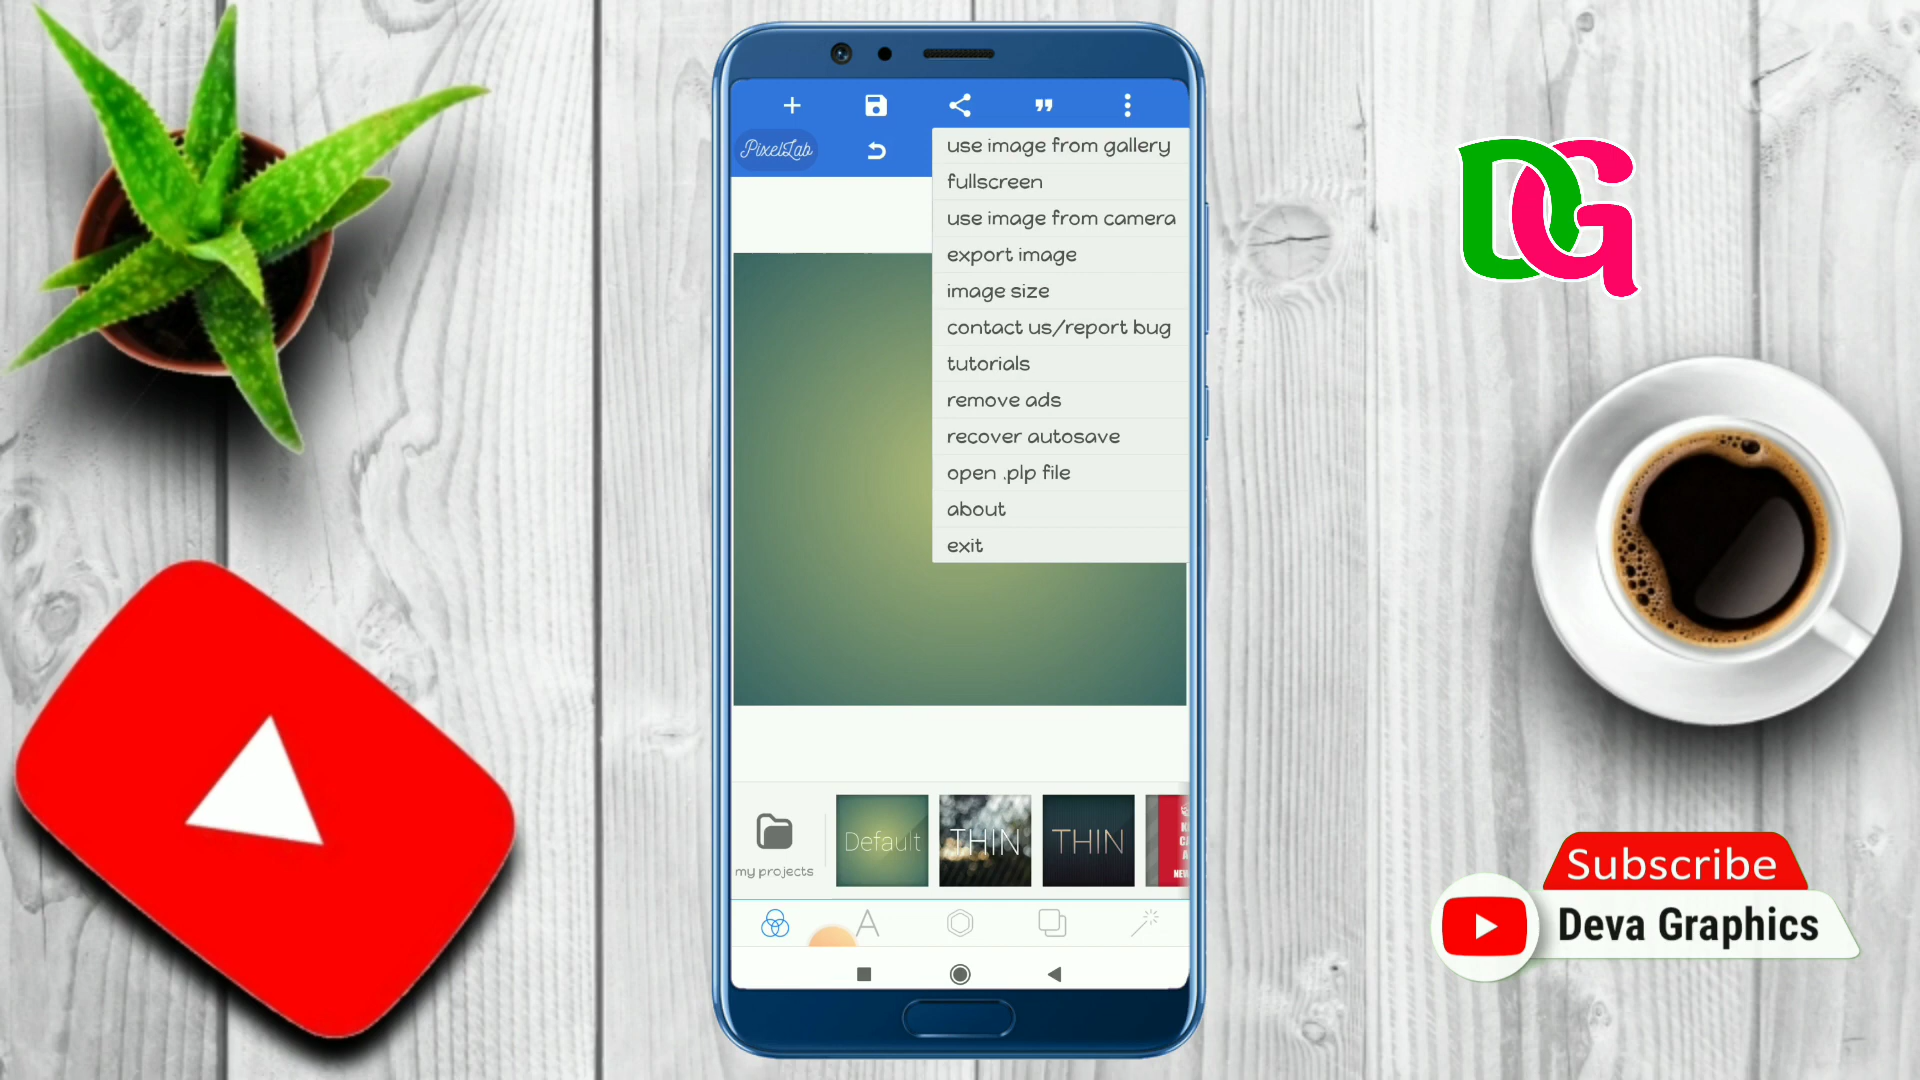 PixelLab
use image from gallery
fullscreen
use image from camera
export image
image size
contact us/report bug
tutorials
remove ads
recover autosave
open .plp file
about
exit
my projects
Default
THIN
THIN
DG
Subscribe
Deva Graphics